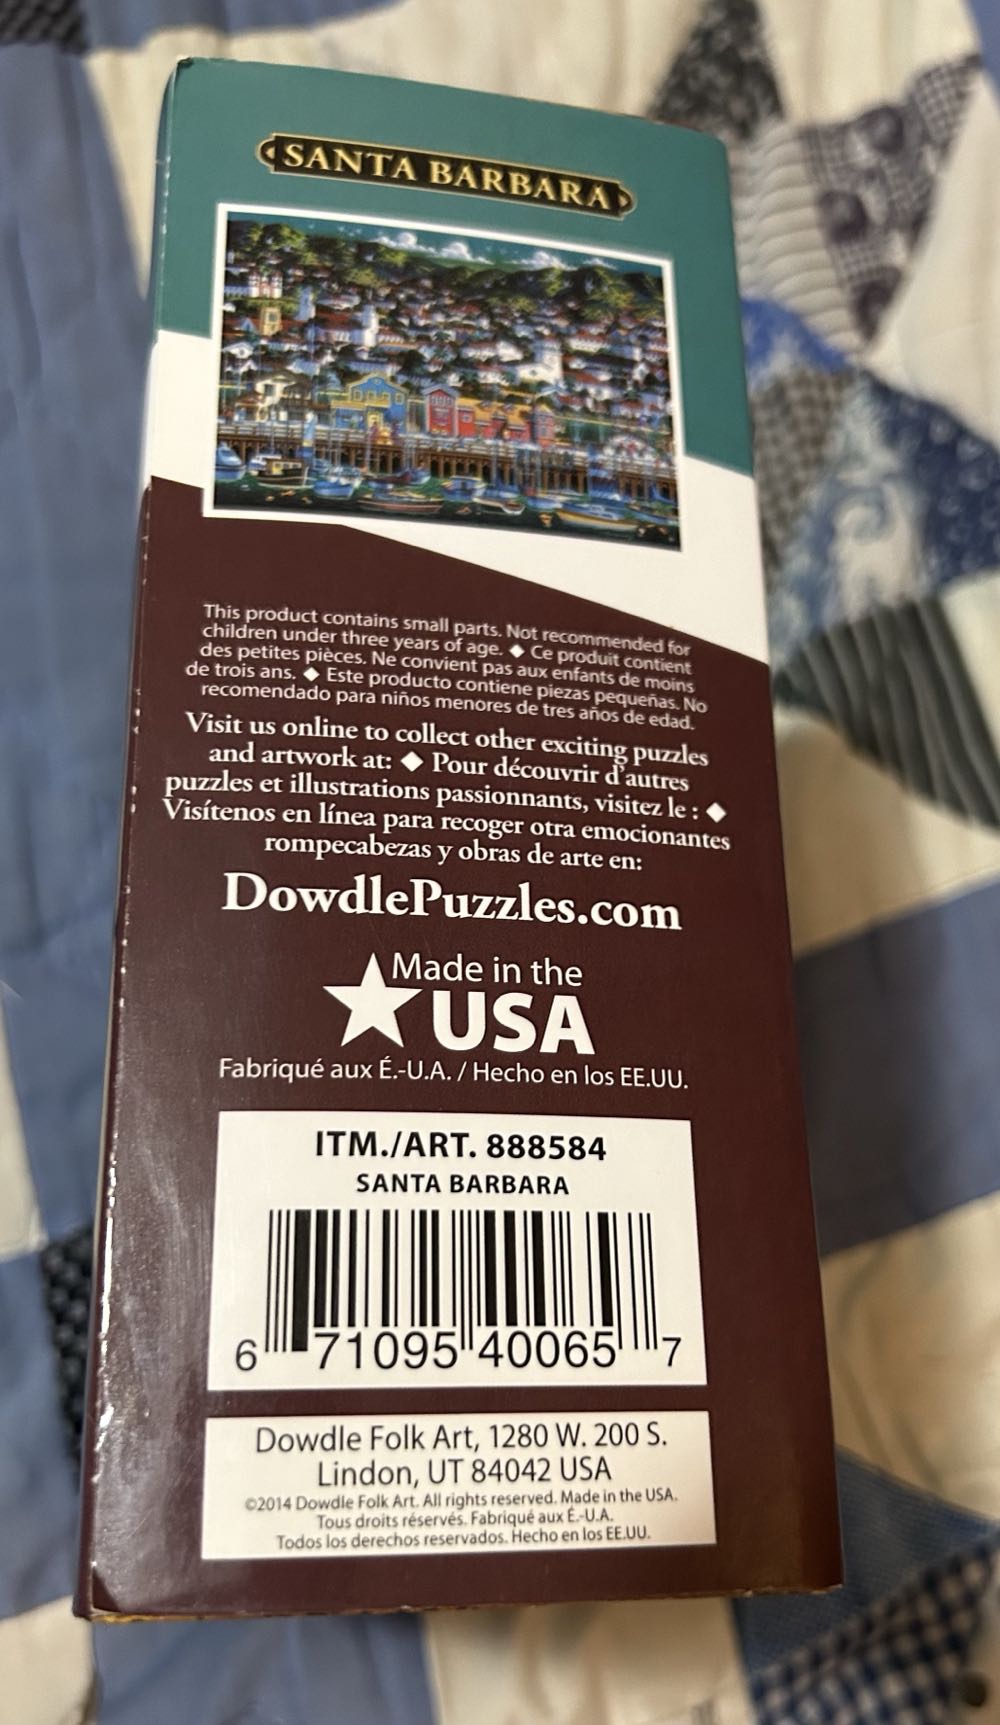 SANTA BARBARA
This product contains small parts. Not recommended for
children under three years of age. ◆ Ce produit contient
des petites pièces. Ne convient pas aux enfants de moins
de trois ans. ◆ Este producto contiene piezas pequeñas. No
recomendado para niños menores de tres años de edad.
Visit us online to collect other exciting puzzles
and artwork at: ◆ Pour découvrir d'autres
puzzles et illustrations passionnants, visitez le : ◆
Visítenos en línea para recoger otra emocionantes
rompecabezas y obras de arte en:
DowdlePuzzles.com
Made in the
USA
Fabriqué aux É.-U.A. / Hecho en los EE.UU.
ITM./ART. 888584
SANTA BARBARA
6 71095 40065 7
Dowdle Folk Art, 1280 W. 200 S.
Lindon, UT 84042 USA
©2014 Dowdle Folk Art. All rights reserved. Made in the USA.
Tous droits réservés. Fabriqué aux É.-U.A.
Todos los derechos reservados. Hecho en los EE.UU.